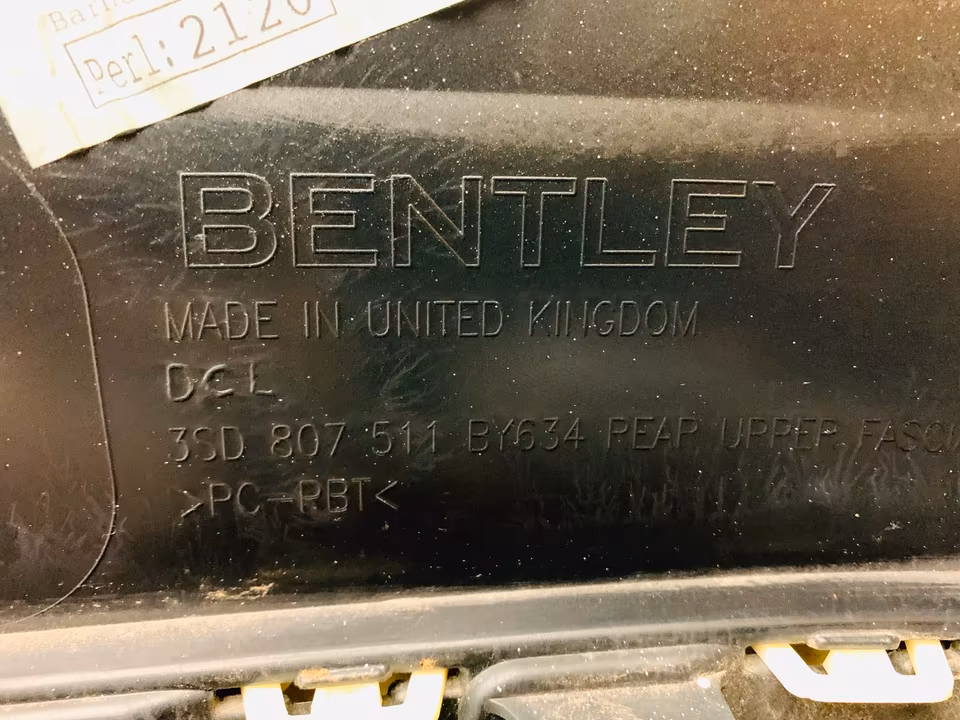 Perl: 2120
BENTLEY
MADE IN UNITED KINGDOM
DCL
3SD 807 511 BY634 REAR UPPER
>PC-PBT<